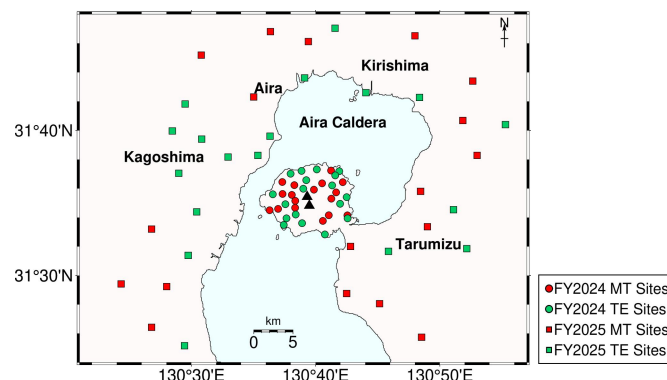 N
Kirishima
Aira
Aira Caldera
31°40'N
Kagoshima
Tarumizu
31°30'N
km
0 5
FY2024 MT Sites
FY2024 TE Sites
FY2025 MT Sites
FY2025 TE Sites
130°30'E 130°40'E 130°50'E